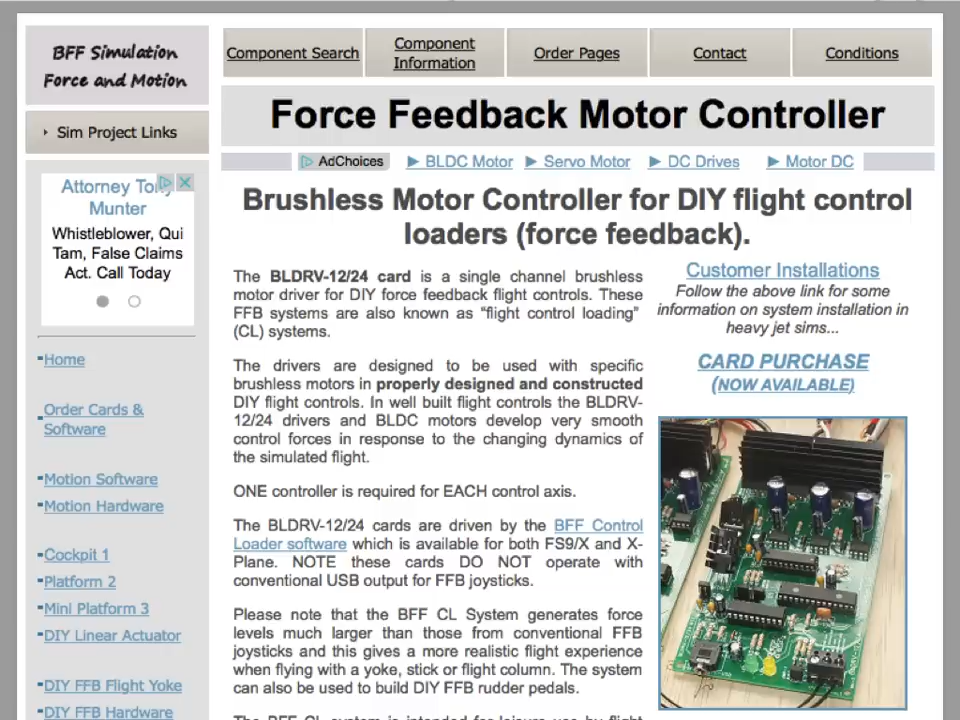 BFF Simulation
Force and Motion
Component Search
Component
Information
Order Pages
Contact
Conditions
Sim Project Links
Force Feedback Motor Controller
AdChoices
BLDC Motor
Servo Motor
DC Drives
Motor DC
Attorney Tony
Munter
Whistleblower, Qui
Tam, False Claims
Act. Call Today
Home
Order Cards &
Software
Motion Software
Motion Hardware
Cockpit 1
Platform 2
Mini Platform 3
DIY Linear Actuator
DIY FFB Flight Yoke
DIY FFB Hardware
Brushless Motor Controller for DIY flight control
loaders (force feedback).
The BLDRV-12/24 card is a single channel brushless
motor driver for DIY force feedback flight controls. These
FFB systems are also known as "flight control loading"
(CL) systems.
The drivers are designed to be used with specific
brushless motors in properly designed and constructed
DIY flight controls. In well built flight controls the BLDRV-
12/24 drivers and BLDC motors develop very smooth
control forces in response to the changing dynamics of
the simulated flight.
ONE controller is required for EACH control axis.
The BLDRV-12/24 cards are driven by the BFF Control
Loader software which is available for both FS9/X and X-
Plane. NOTE these cards DO NOT operate with
conventional USB output for FFB joysticks.
Please note that the BFF CL System generates force
levels much larger than those from conventional FFB
joysticks and this gives a more realistic flight experience
when flying with a yoke, stick or flight column. The system
can also be used to build DIY FFB rudder pedals.
The BFF CL system is intended for leisure use by flight
Customer Installations
Follow the above link for some
information on system installation in
heavy jet sims...
CARD PURCHASE
(NOW AVAILABLE)